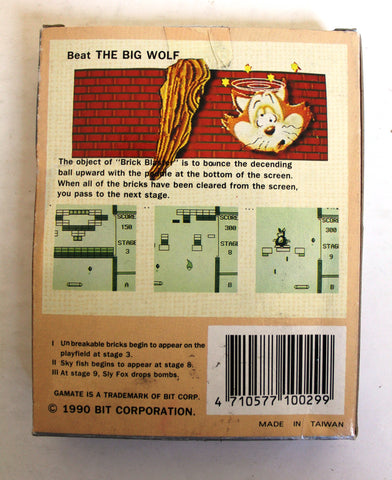 Beat THE BIG WOLF
The object of "Brick Blaster" is to bounce the decending
ball upward with the paddle at the bottom of the screen.
When all of the bricks have been cleared from the screen,
you pass to the next stage.
SCORE
150
STAGE
3
A
SCORE
300
STAGE
8
B
SCORE
300
STAGE
9
8
I Unbreakable bricks begin to appear on the
playfield at stage 3.
II Sky fish begins to appear at stage 8.
III At stage 9, Sly Fox drops bombs.
GAMATE IS A TRADEMARK OF BIT CORP.
© 1990 BIT CORPORATION.
4 710577 100299
MADE IN TAIWAN